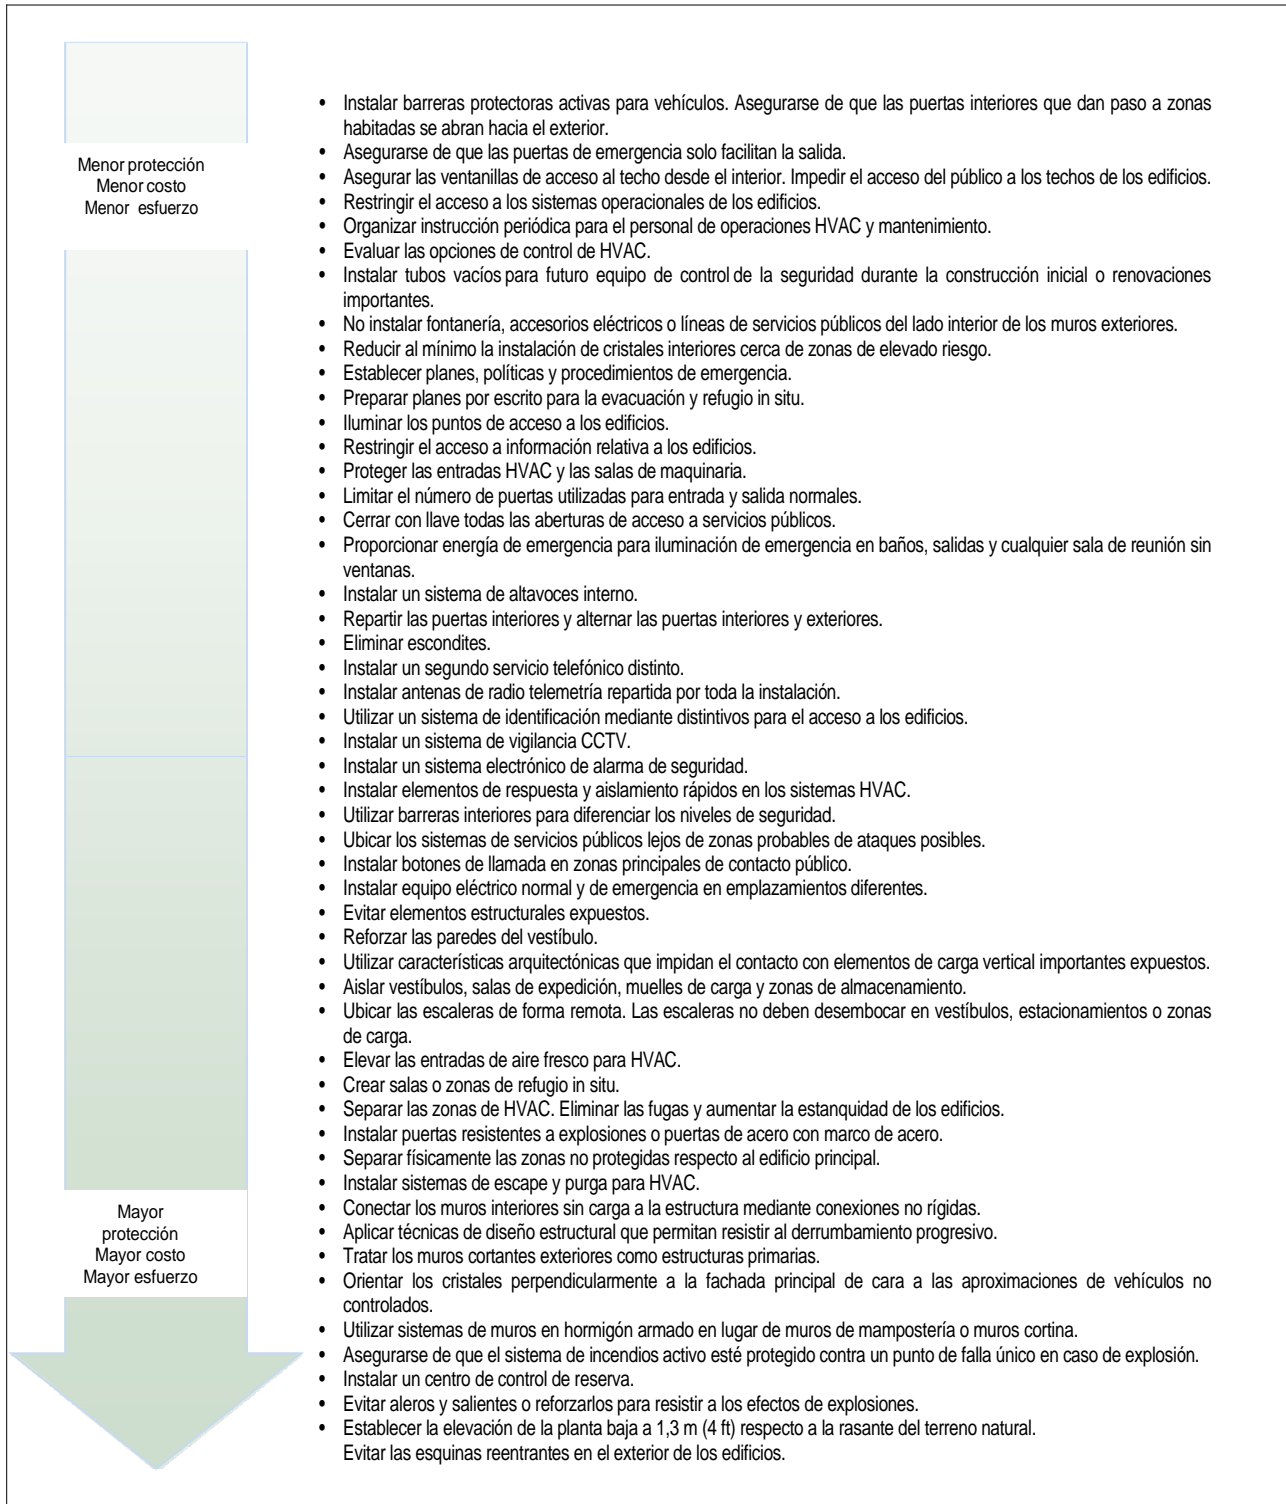 Menor protección
Menor costo
Menor esfuerzo
• Instalar barreras protectoras activas para vehículos. Asegurarse de que las puertas interiores que dan paso a zonas
habitadas se abran hacia el exterior.
• Asegurarse de que las puertas de emergencia solo facilitan la salida.
• Asegurar las ventanillas de acceso al techo desde el interior. Impedir el acceso del público a los techos de los edificios.
• Restringir el acceso a los sistemas operacionales de los edificios.
• Organizar instrucción periódica para el personal de operaciones HVAC y mantenimiento.
• Evaluar las opciones de control de HVAC.
• Instalar tubos vacíos para futuro equipo de control de la seguridad durante la construcción inicial o renovaciones
importantes.
• No instalar fontanería, accesorios eléctricos o líneas de servicios públicos del lado interior de los muros exteriores.
• Reducir al mínimo la instalación de cristales interiores cerca de zonas de elevado riesgo.
• Establecer planes, políticas y procedimientos de emergencia.
• Preparar planes por escrito para la evacuación y refugio in situ.
• Iluminar los puntos de acceso a los edificios.
• Restringir el acceso a información relativa a los edificios.
• Proteger las entradas HVAC y las salas de maquinaria.
• Limitar el número de puertas utilizadas para entrada y salida normales.
• Cerrar con llave todas las aberturas de acceso a servicios públicos.
• Proporcionar energía de emergencia para iluminación de emergencia en baños, salidas y cualquier sala de reunión sin
ventanas.
• Instalar un sistema de altavoces interno.
• Repartir las puertas interiores y alternar las puertas interiores y exteriores.
• Eliminar escondites.
• Instalar un segundo servicio telefónico distinto.
• Instalar antenas de radio telemetría repartida por toda la instalación.
• Utilizar un sistema de identificación mediante distintivos para el acceso a los edificios.
• Instalar un sistema de vigilancia CCTV.
• Instalar un sistema electrónico de alarma de seguridad.
• Instalar elementos de respuesta y aislamiento rápidos en los sistemas HVAC.
• Utilizar barreras interiores para diferenciar los niveles de seguridad.
• Ubicar los sistemas de servicios públicos lejos de zonas probables de ataques posibles.
• Instalar botones de llamada en zonas principales de contacto público.
• Instalar equipo eléctrico normal y de emergencia en emplazamientos diferentes.
• Evitar elementos estructurales expuestos.
• Reforzar las paredes del vestíbulo.
• Utilizar características arquitectónicas que impidan el contacto con elementos de carga vertical importantes expuestos.
• Aislar vestíbulos, salas de expedición, muelles de carga y zonas de almacenamiento.
• Ubicar las escaleras de forma remota. Las escaleras no deben desembocar en vestíbulos, estacionamientos o zonas
de carga.
• Elevar las entradas de aire fresco para HVAC.
• Crear salas o zonas de refugio in situ.
• Separar las zonas de HVAC. Eliminar las fugas y aumentar la estanquidad de los edificios.
• Instalar puertas resistentes a explosiones o puertas de acero con marco de acero.
• Separar físicamente las zonas no protegidas respecto al edificio principal.
• Instalar sistemas de escape y purga para HVAC.
• Conectar los muros interiores sin carga a la estructura mediante conexiones no rígidas.
• Aplicar técnicas de diseño estructural que permitan resistir al derrumbamiento progresivo.
• Tratar los muros cortantes exteriores como estructuras primarias.
• Orientar los cristales perpendicularmente a la fachada principal de cara a las aproximaciones de vehículos no
controlados.
• Utilizar sistemas de muros en hormigón armado en lugar de muros de mampostería o muros cortina.
• Asegurarse de que el sistema de incendios activo esté protegido contra un punto de falla único en caso de explosión.
• Instalar un centro de control de reserva.
• Evitar aleros y salientes o reforzarlos para resistir a los efectos de explosiones.
• Establecer la elevación de la planta baja a 1,3 m (4 ft) respecto a la rasante del terreno natural.
Evitar las esquinas reentrantes en el exterior de los edificios.
Mayor
protección
Mayor costo
Mayor esfuerzo